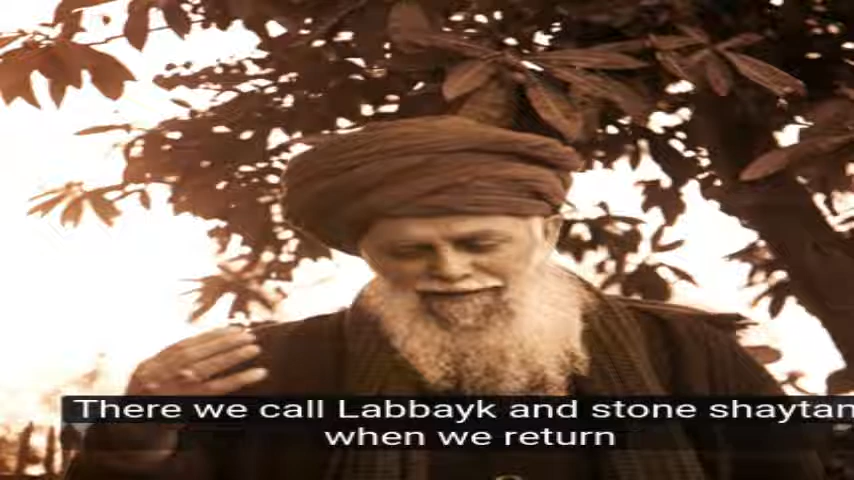 There we call Labbayk and stone shaytan
when we return